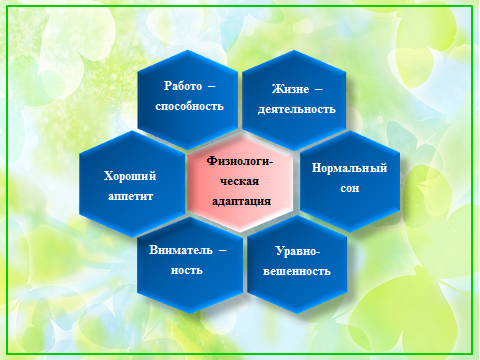 Работо –
способность
Жизне –
деятельность
Хороший
аппетит
Физиологи-
ческая
адаптация
Нормальный
сон
Вниматель –
ность
Уравно-
вешенность